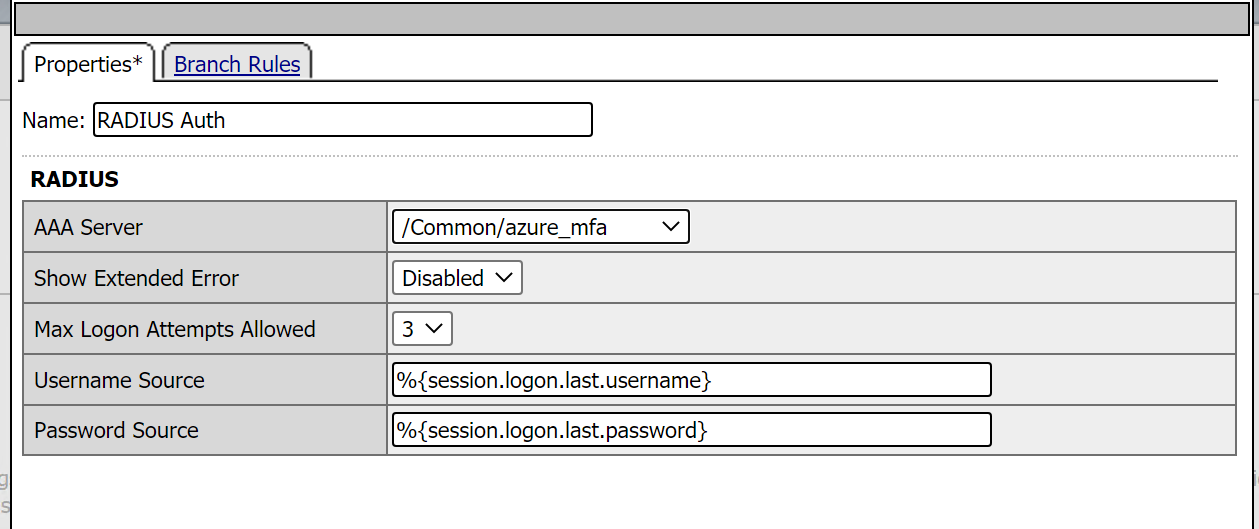 Properties* Branch Rules
Name: RADIUS Auth
RADIUS
AAA Server /Common/azure_mfa
Show Extended Error Disabled
Max Logon Attempts Allowed 3
Username Source %{session.logon.last.username}
Password Source %{session.logon.last.password}